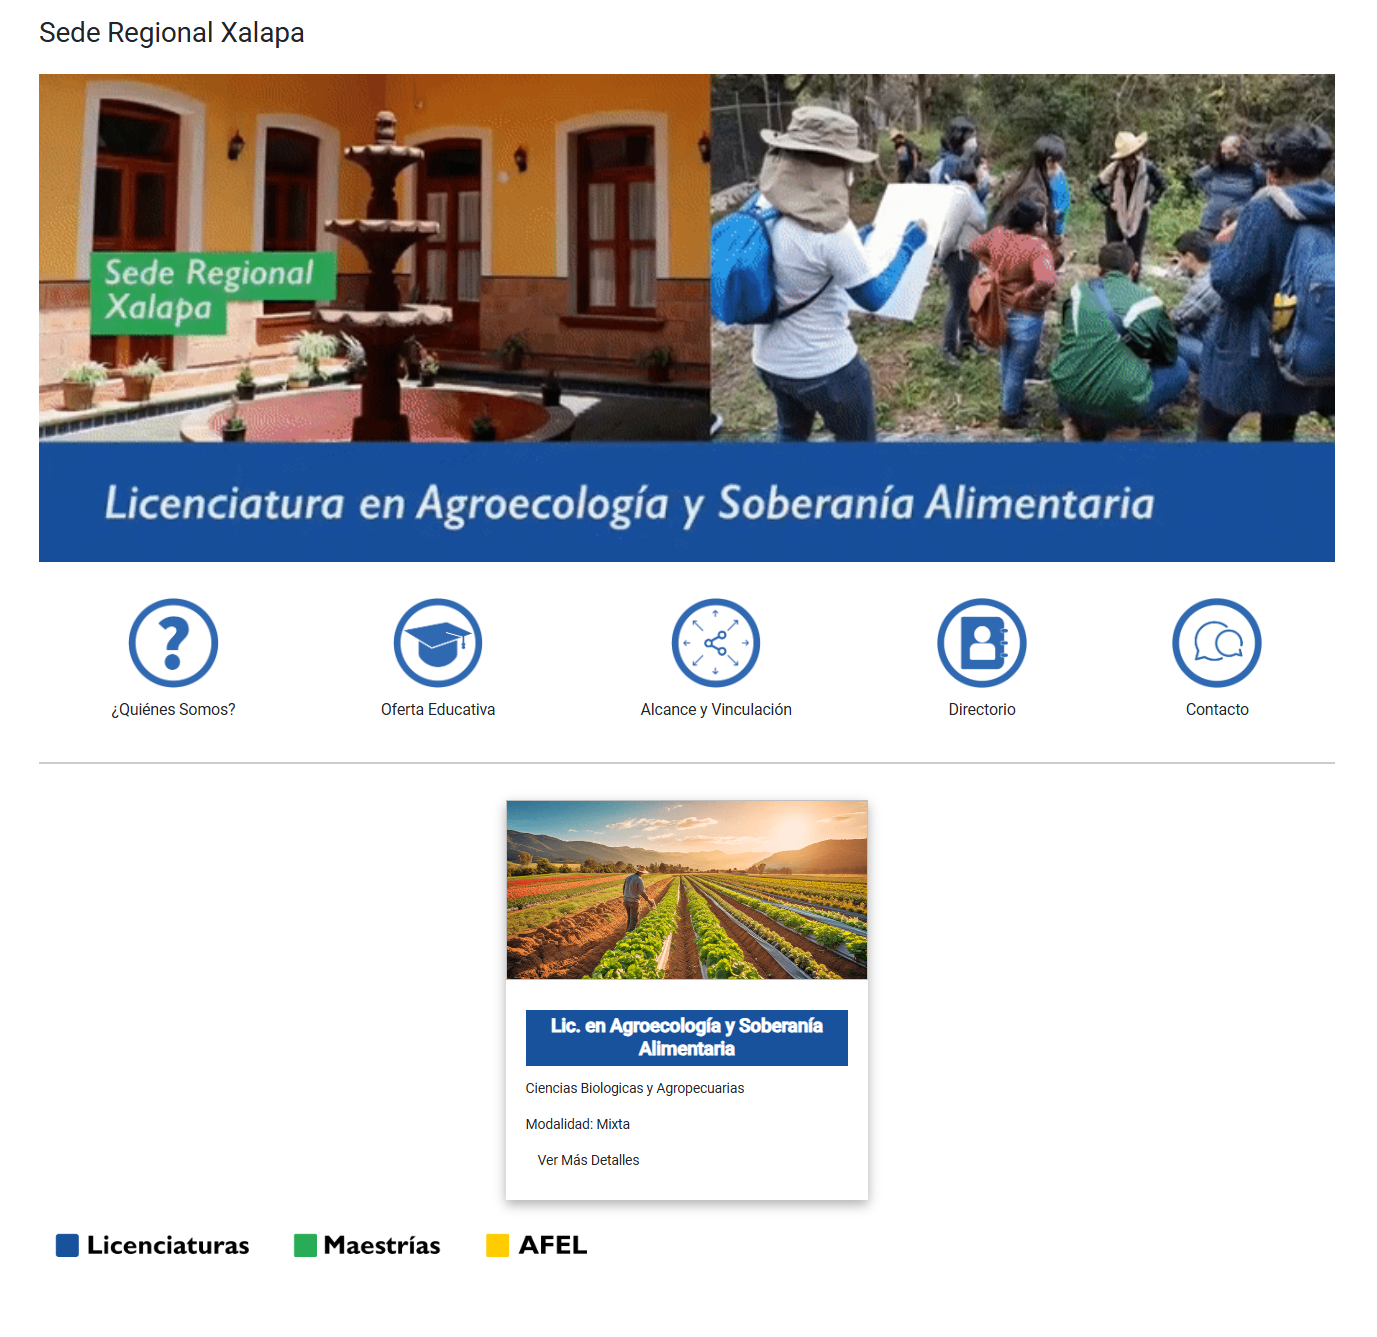 Sede Regional Xalapa
Sede Regional
Xalapa
Licenciatura en Agroecología y Soberanía Alimentaria
¿Quiénes Somos?
Oferta Educativa
Alcance y Vinculación
Directorio
Contacto
Lic. en Agroecología y Soberanía
Alimentaria
Ciencias Biologicas y Agropecuarias
Modalidad: Mixta
Ver Más Detalles
Licenciaturas
Maestrías
AFEL